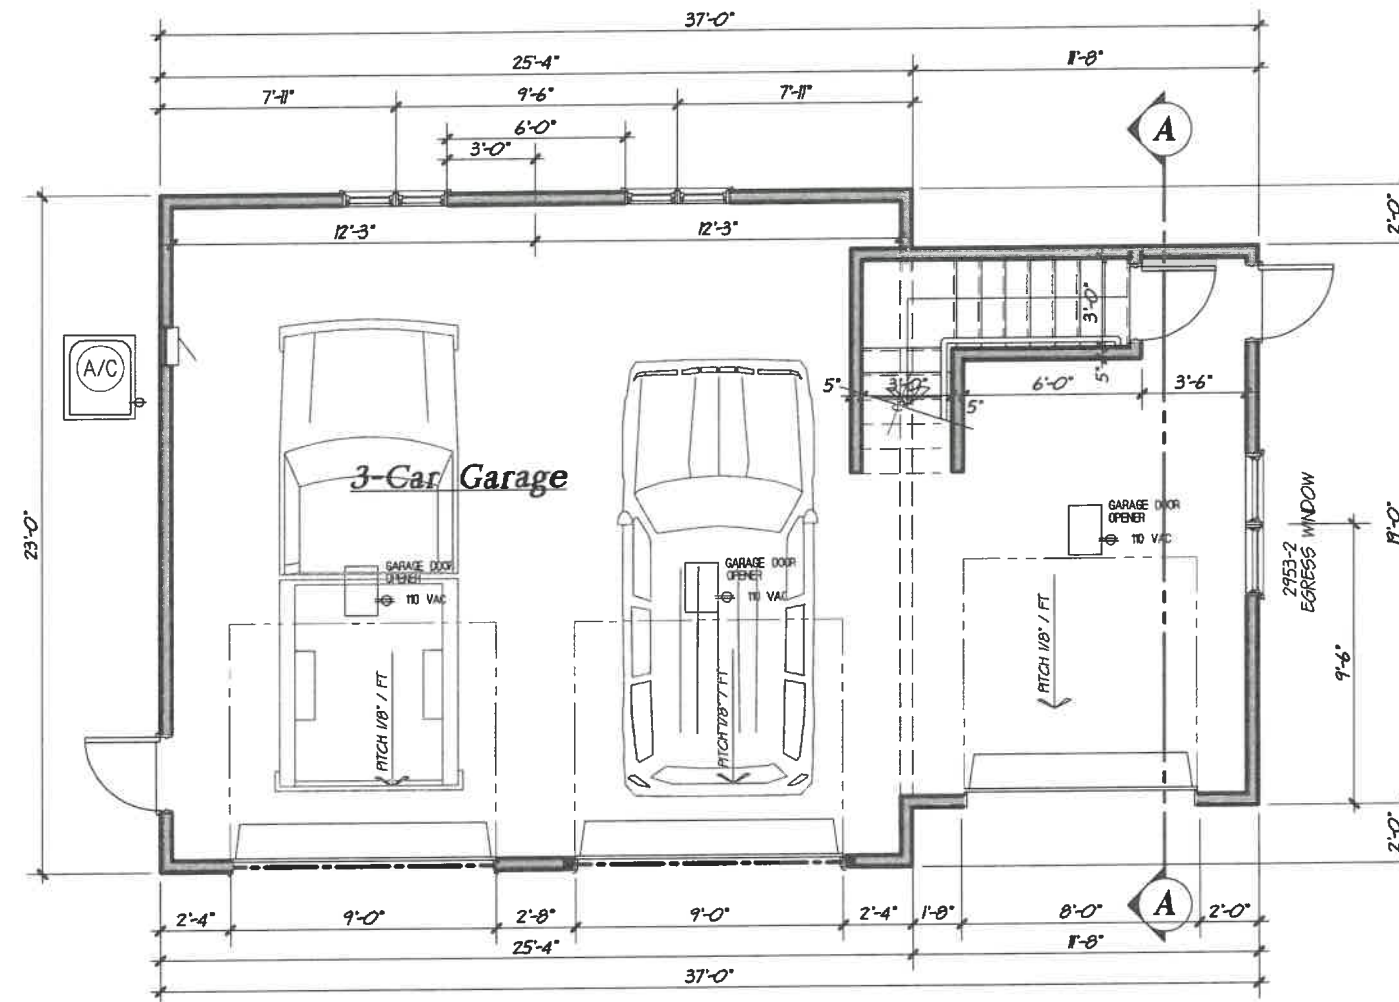 37'-0"
25'-4"
11'-8"
7'-11"
9'-6"
7'-11"
6'-0"
3'-0"
A
2'-0"
12'-3"
12'-3"
3'-0"
A/C
5"
3'-0"
5"
6'-0"
5"
3'-6"
3-Car Garage
GARAGE DOOR
OPENER
110 VAC
GARAGE DOOR
OPENER
110 VAC
GARAGE DOOR
OPENER
110 VAC
2953-2
EGRESS WINDOW
23'-0"
19'-0"
9'-6"
PITCH 1/8" / FT
PITCH 1/8" / FT
PITCH 1/8" / FT
2'-0"
2'-4"
9'-0"
2'-8"
9'-0"
2'-4"
1'-8"
8'-0"
A
2'-0"
25'-4"
11'-8"
37'-0"